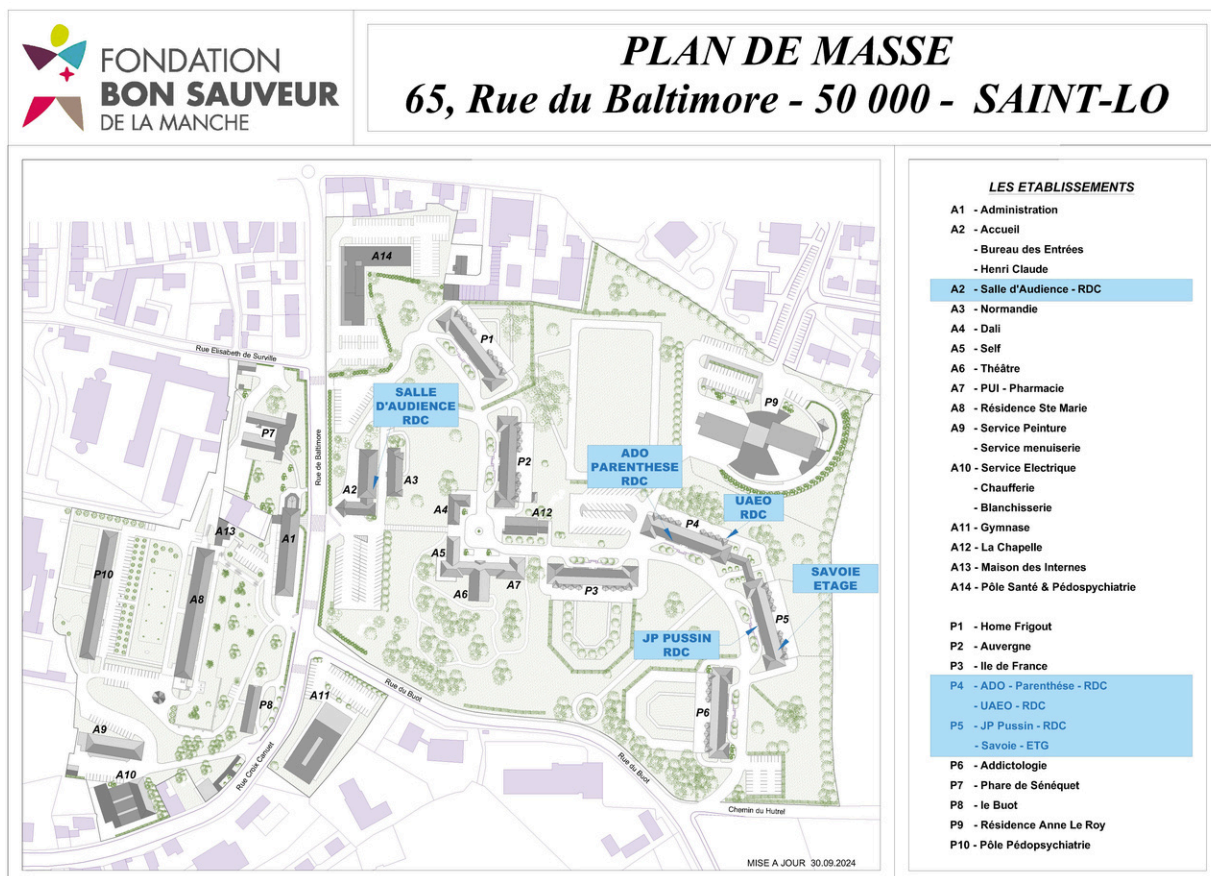 FONDATION
BON SAUVEUR
DE LA MANCHE
PLAN DE MASSE
65, Rue du Baltimore - 50 000 - SAINT-LO
A14
P1
Rue Elisabeth de Surville
SALLE
D'AUDIENCE
RDC
P9
P7
Rue de Baltimore
P2
ADO
PARENTHESE
RDC
A2
A3
UAEO
RDC
A4
A12
P4
A13
A1
A5
A7
SAVOIE
ETAGE
P10
A8
A6
P3
P5
JP PUSSIN
RDC
Rue du Buot
A11
P8
P6
A9
A10
Rue Croix Canuet
Rue du Buot
Chemin du Hutrel
MISE A JOUR 30.09.2024
LES ETABLISSEMENTS
A1 - Administration
A2 - Accueil
- Bureau des Entrées
- Henri Claude
A2 - Salle d'Audience - RDC
A3 - Normandie
A4 - Dali
A5 - Self
A6 - Théâtre
A7 - PUI - Pharmacie
A8 - Résidence Ste Marie
A9 - Service Peinture
- Service menuiserie
A10 - Service Electrique
- Chaufferie
- Blanchisserie
A11 - Gymnase
A12 - La Chapelle
A13 - Maison des Internes
A14 - Pôle Santé & Pédospychiatrie
P1 - Home Frigout
P2 - Auvergne
P3 - Ile de France
P4 - ADO - Parenthése - RDC
- UAEO - RDC
P5 - JP Pussin - RDC
- Savoie - ETG
P6 - Addictologie
P7 - Phare de Sénéquet
P8 - le Buot
P9 - Résidence Anne Le Roy
P10 - Pôle Pédopsychiatrie